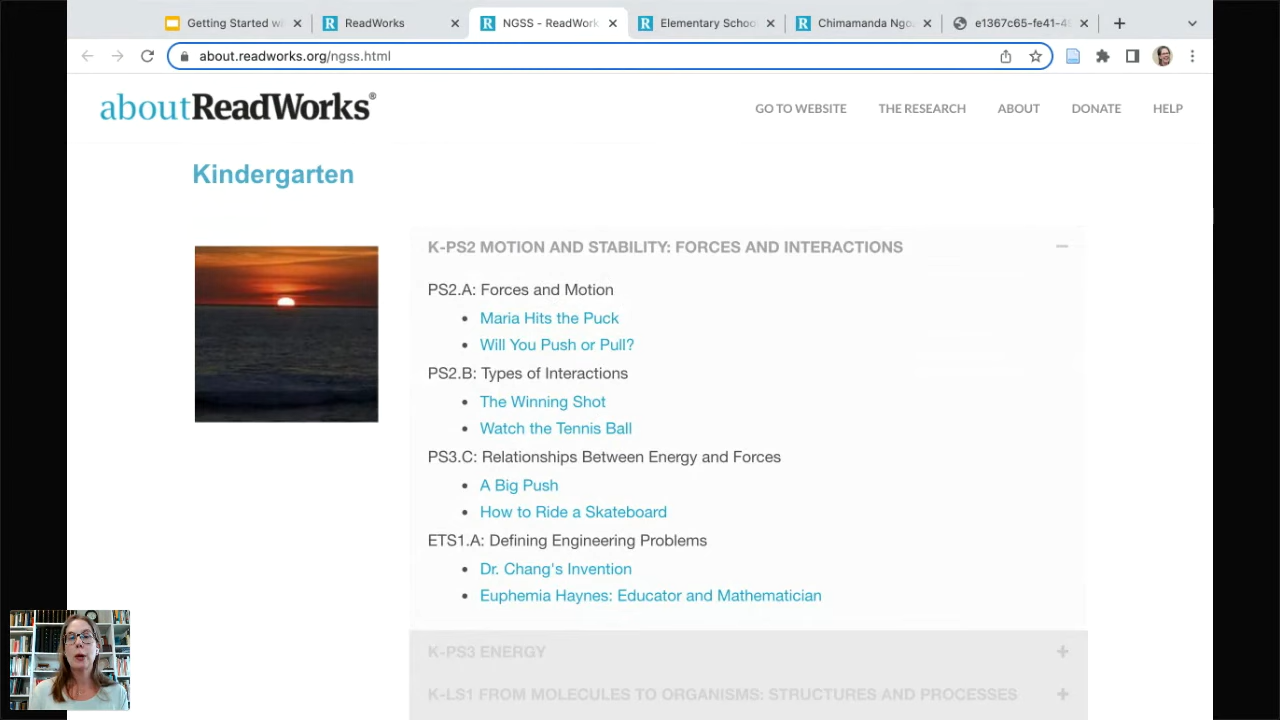 Getting Started wi
ReadWorks
NGSS - ReadWork
Elementary School
Chimamanda Ngo
e1367c65-fe41-4
about.readworks.org/ngss.html
aboutReadWorks®
GO TO WEBSITE
THE RESEARCH
ABOUT
DONATE
HELP
Kindergarten
K-PS2 MOTION AND STABILITY: FORCES AND INTERACTIONS
PS2.A: Forces and Motion
• Maria Hits the Puck
• Will You Push or Pull?
PS2.B: Types of Interactions
• The Winning Shot
• Watch the Tennis Ball
PS3.C: Relationships Between Energy and Forces
• A Big Push
• How to Ride a Skateboard
ETS1.A: Defining Engineering Problems
• Dr. Chang's Invention
• Euphemia Haynes: Educator and Mathematician
K-PS3 ENERGY
K-LS1 FROM MOLECULES TO ORGANISMS: STRUCTURES AND PROCESSES